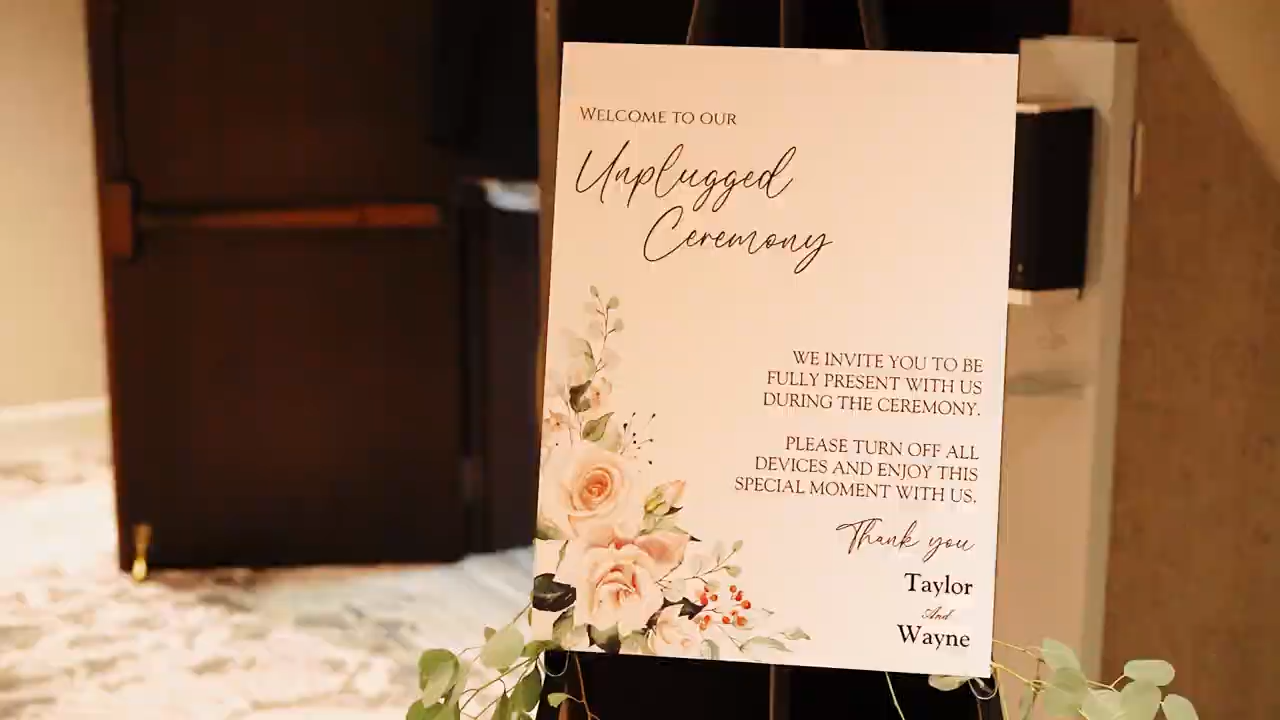 WELCOME TO OUR
Unplugged
Ceremony
WE INVITE YOU TO BE
FULLY PRESENT WITH US
DURING THE CEREMONY.
PLEASE TURN OFF ALL
DEVICES AND ENJOY THIS
SPECIAL MOMENT WITH US.
Thank you
Taylor
And
Wayne